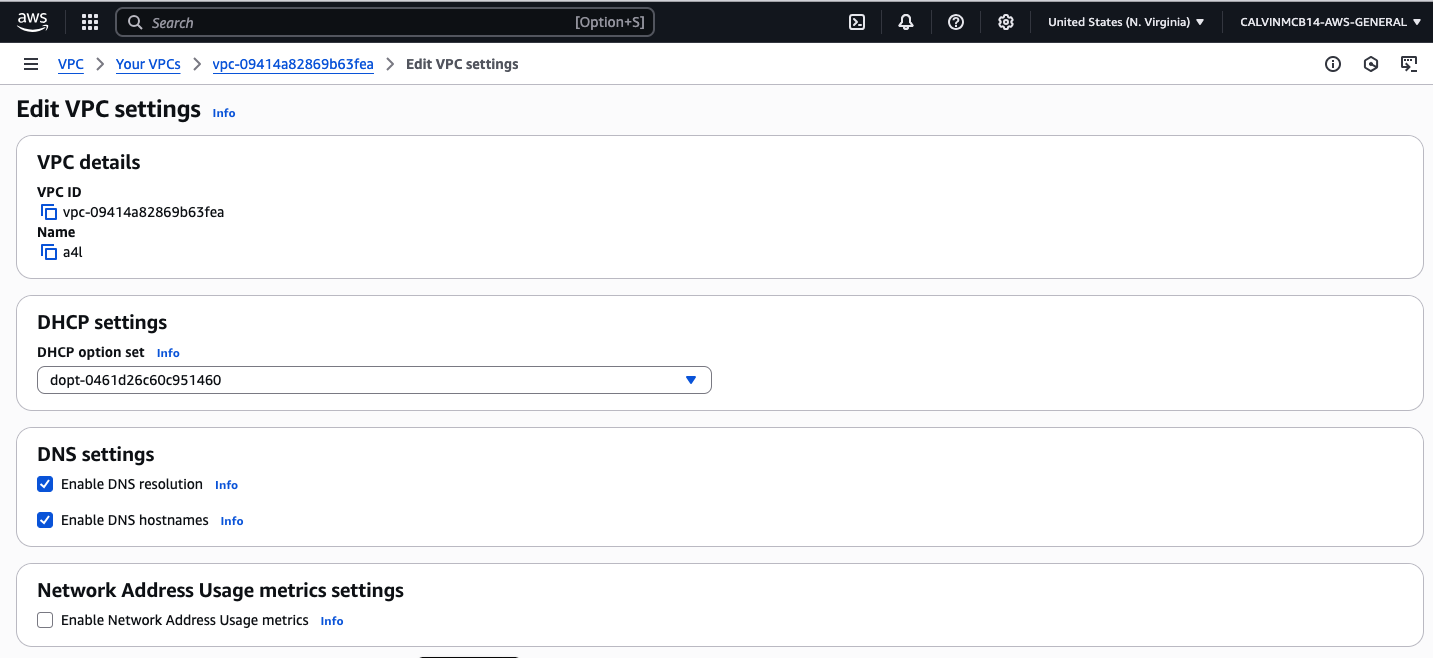 aws Search [Option+S] United States (N. Virginia) CALVINMCB14-AWS-GENERAL
VPC Your VPCs vpc-09414a82869b63fea Edit VPC settings
Edit VPC settings Info
VPC details
VPC ID
vpc-09414a82869b63fea
Name
a4l
DHCP settings
DHCP option set Info
dopt-0461d26c60c951460
DNS settings
Enable DNS resolution Info
Enable DNS hostnames Info
Network Address Usage metrics settings
Enable Network Address Usage metrics Info